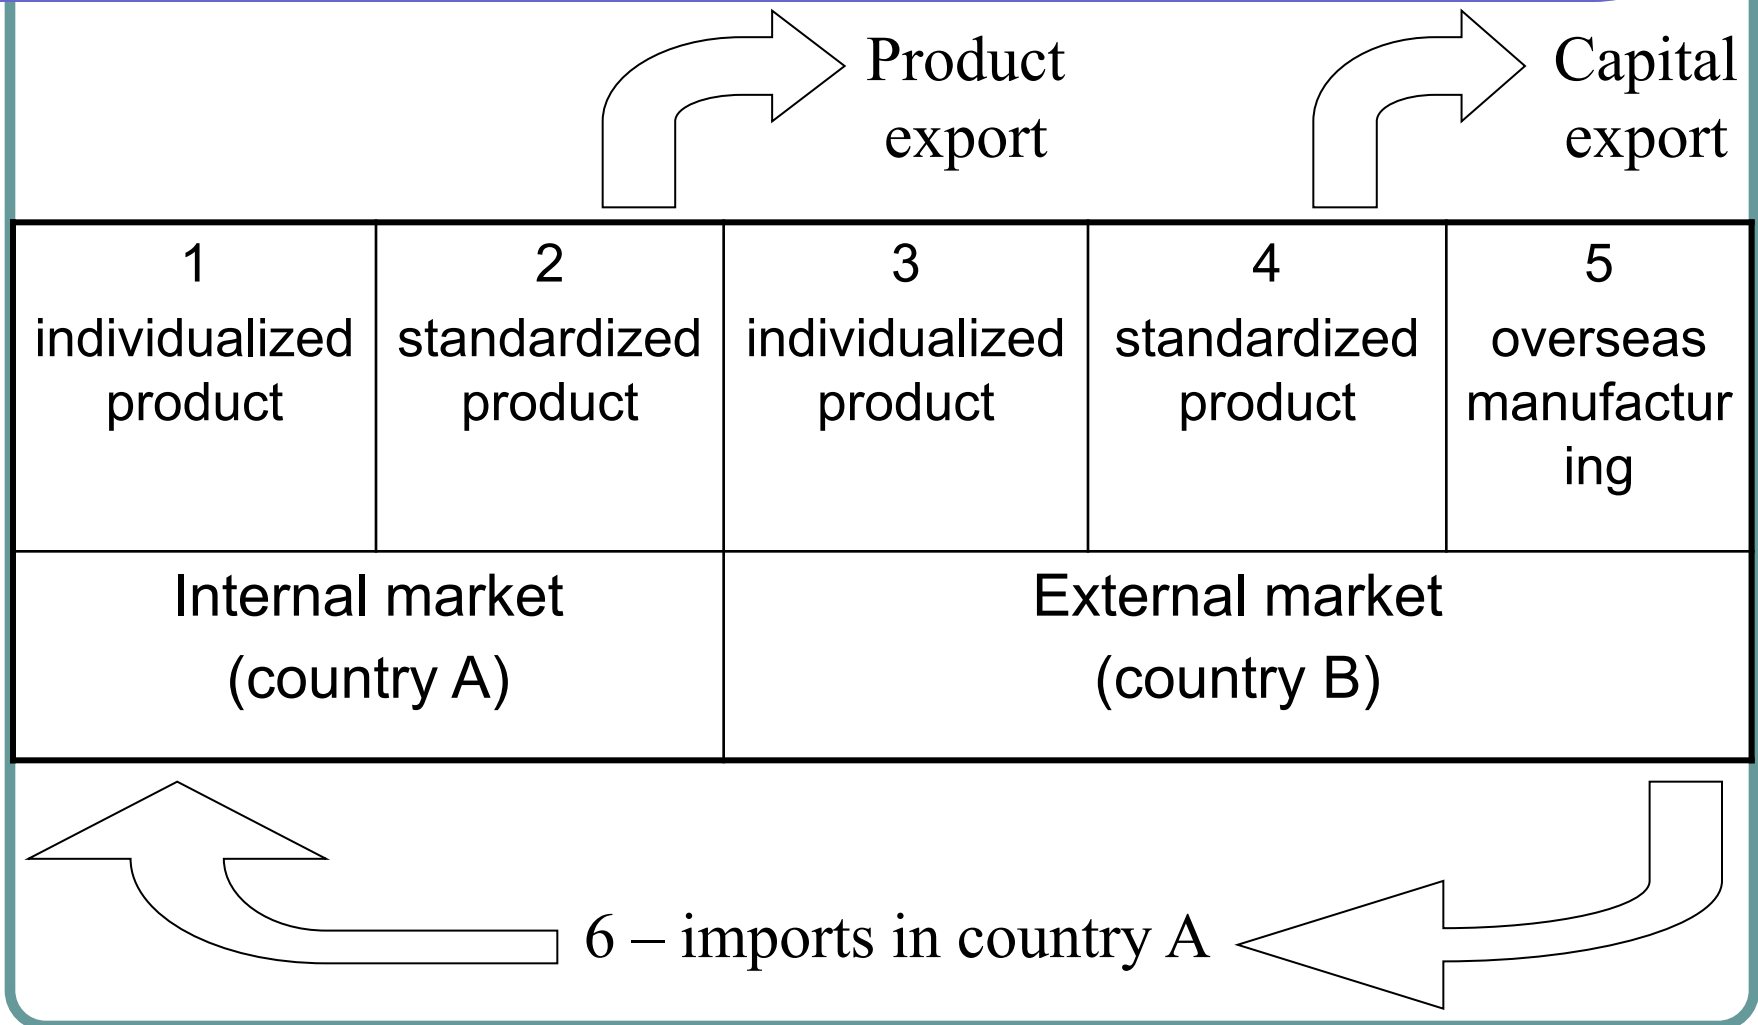 Product
export
Capital
export
1
individualized
product
2
standardized
product
3
individualized
product
4
standardized
product
5
overseas
manufactur
ing
Internal market
(country A)
External market
(country B)
6 – imports in country A